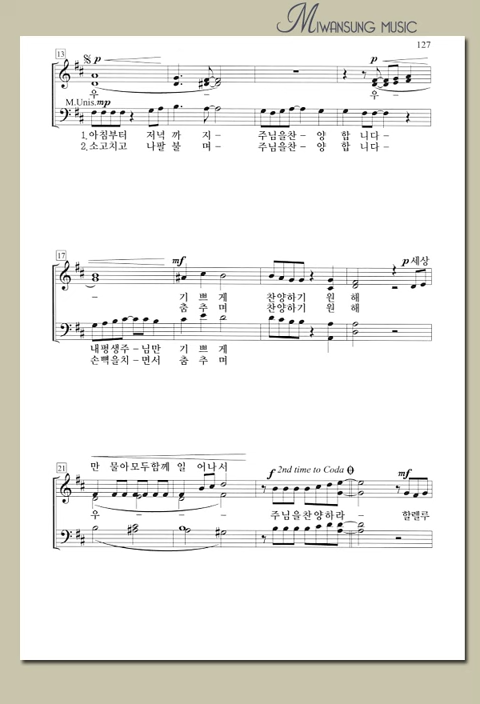 MIWANSUNG MUSIC
127
13
p p
우 우 –
M.Unis. mp
1. 아침부터 저녁 까 지 – 주님을찬 – 양 합 니다 –
2. 소고치고 나팔 불 며 – 주님을찬 – 양 합 니다 –
17
mf p 세상
– 기 쁘 게 찬양하기 원 해
춤 추 며 찬양하기 원 해
내평생주 – 님만 기 쁘 게
손뼉을치 – 면서 춤 추 며
21
만 물아모두함께 일 어나서
f 2nd time to Coda mf
우 – – – 주님을찬양하라 – 할렐루